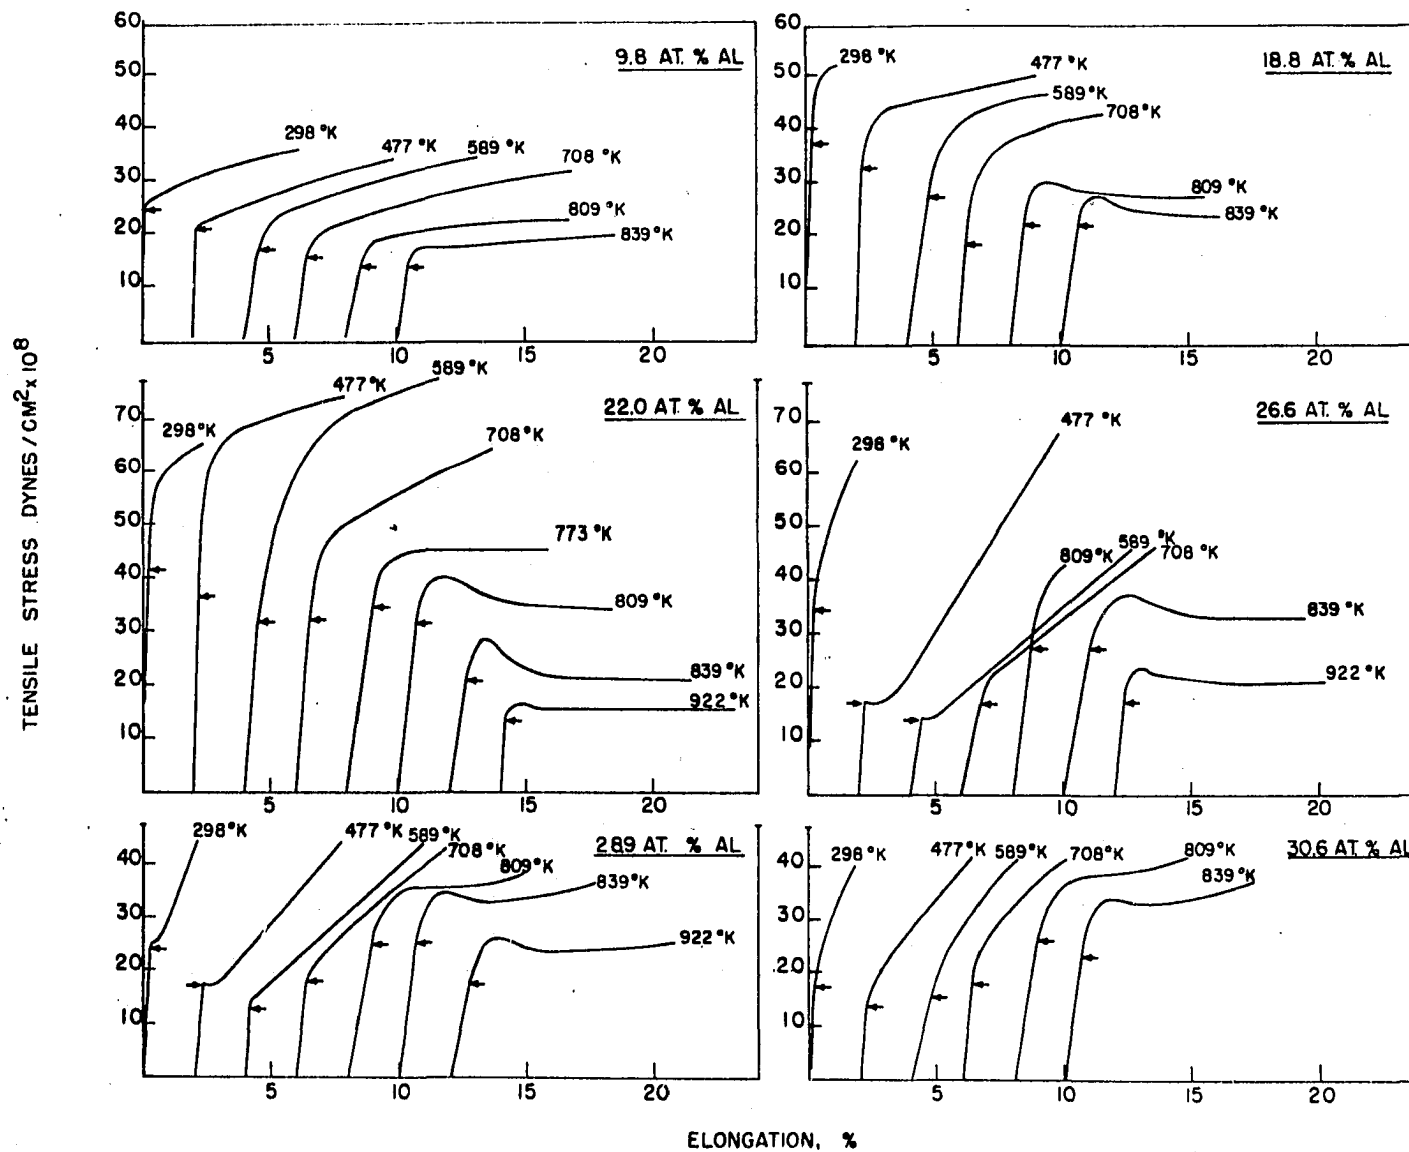 TENSILE STRESS DYNES/CM² x 10⁸
60
50
40
30
20
10
5
10
15
20
9.8 AT. % AL
298 °K
477 °K
589 °K
708 °K
809 °K
839 °K
60
50
40
30
20
10
5
10
15
20
18.8 AT. % AL
298 °K
477 °K
589 °K
708 °K
809 °K
839 °K
70
60
50
40
30
20
10
5
10
15
20
22.0 AT. % AL
298 °K
477 °K
589 °K
708 °K
773 °K
809 °K
839 °K
922 °K
70
60
50
40
30
20
10
5
10
15
20
26.6 AT. % AL
298 °K
477 °K
809 °K
589 °K
708 °K
839 °K
922 °K
40
30
20
10
5
10
15
20
28.9 AT. % AL
298 °K
477 °K
589 °K
708 °K
809 °K
839 °K
922 °K
40
30
20
10
5
10
15
20
30.6 AT. % AL
298 °K
477 °K
589 °K
708 °K
809 °K
839 °K
ELONGATION, %